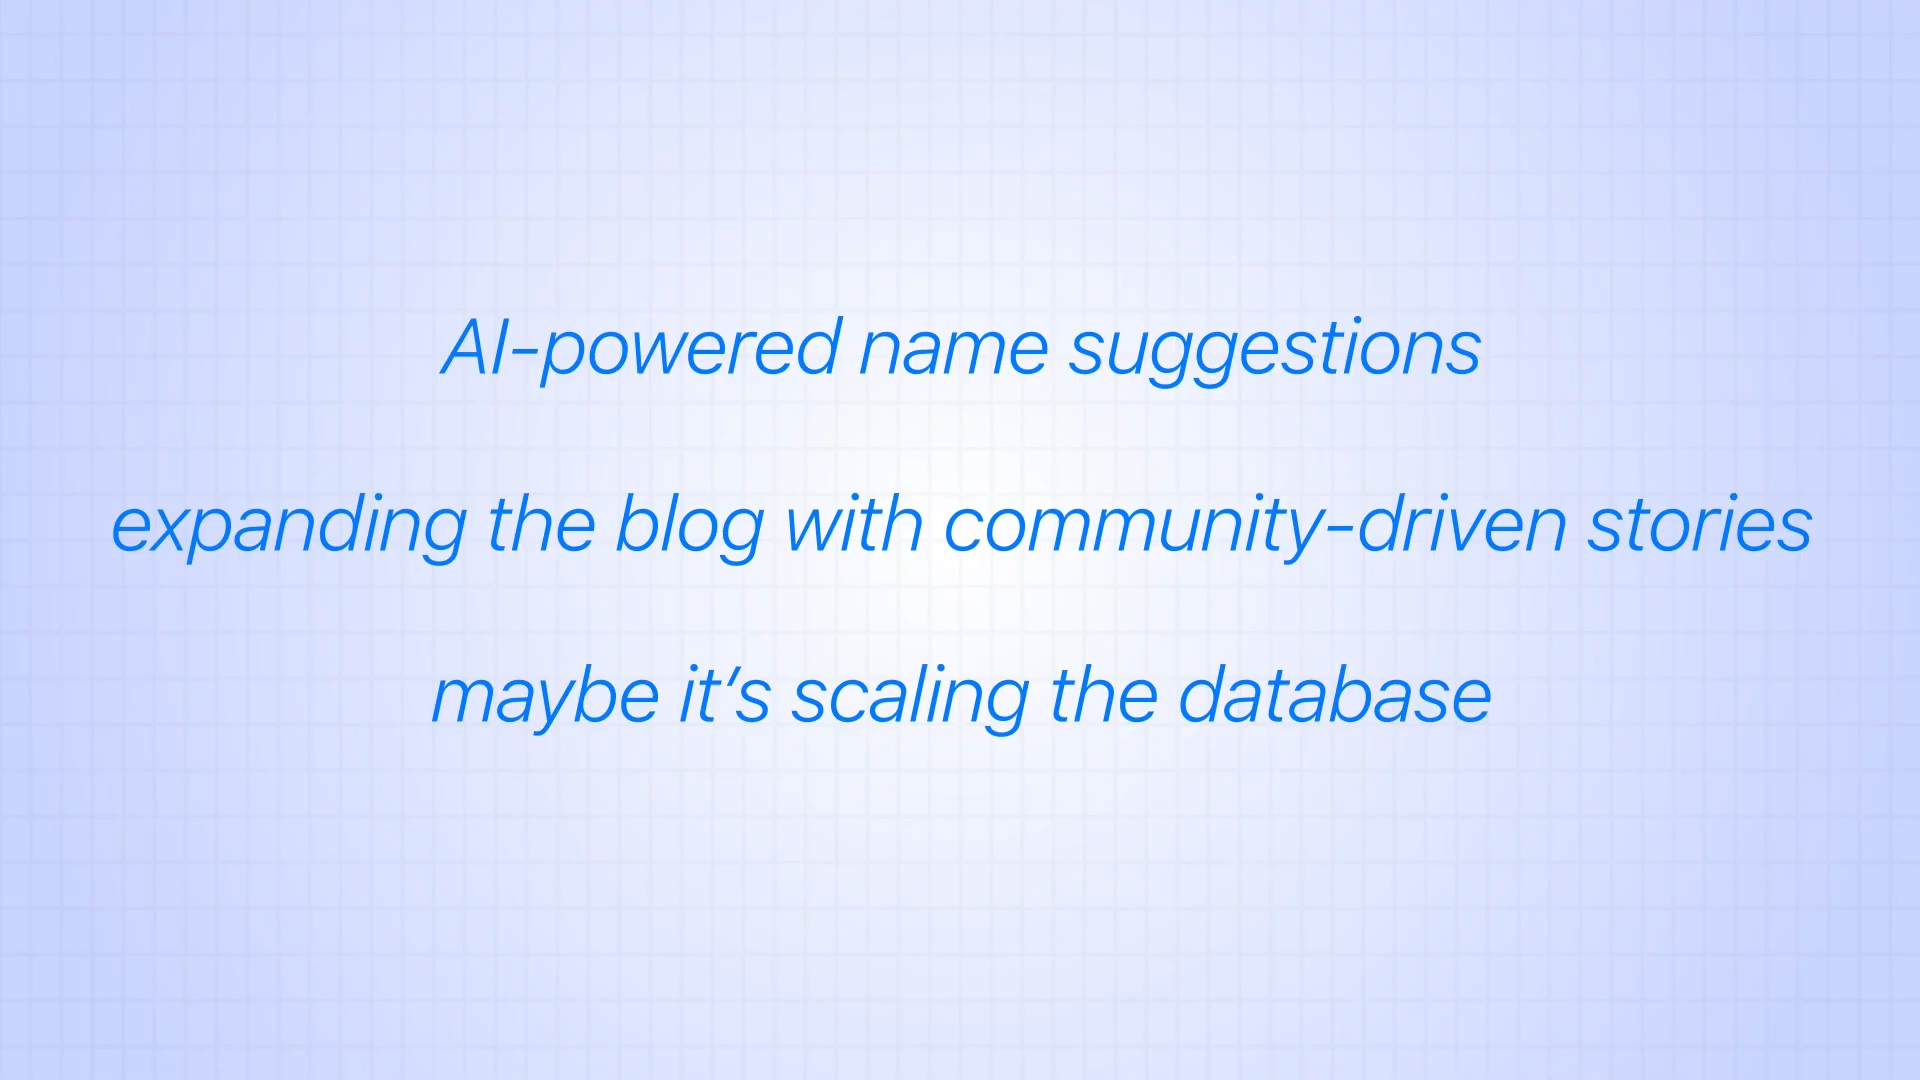 AI-powered name suggestions
expanding the blog with community-driven stories
maybe it's scaling the database